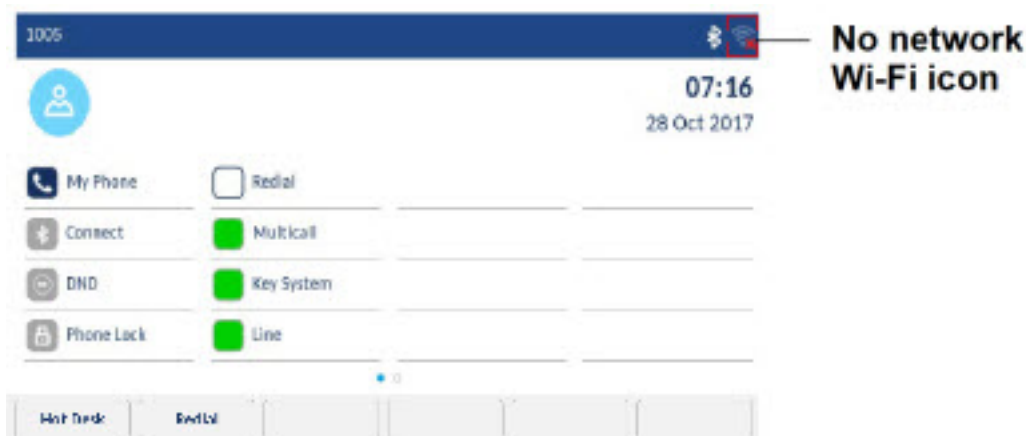 1005
No network
Wi-Fi icon
07:16
28 Oct 2017
My Phone
Redial
Connect
Multicall
DND
Key System
Phone Lock
Line
Hot Desk
Redial